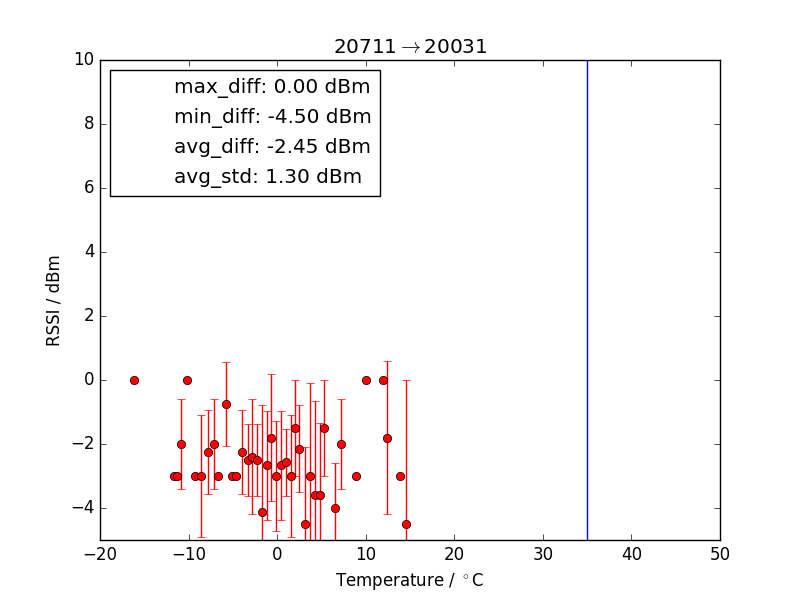 20711→20031
max_diff: 0.00 dBm
min_diff: -4.50 dBm
avg_diff: -2.45 dBm
avg_std: 1.30 dBm
10
8
6
4
2
0
−2
−4
RSSI / dBm
−20
−10
0
10
20
30
40
50
Temperature / °C